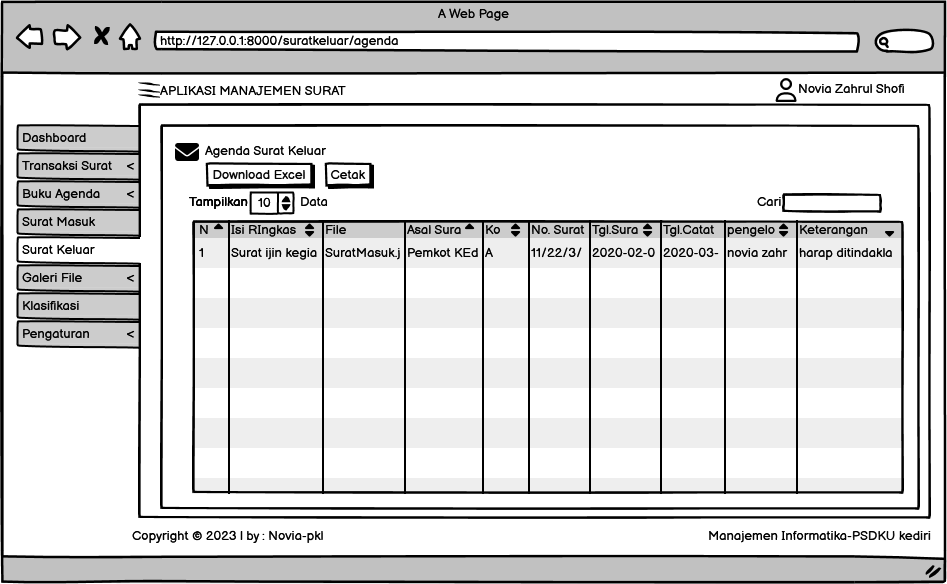 A Web Page
http://127.0.0.1:8000/suratkeluar/agenda
APLIKASI MANAJEMEN SURAT
Novia Zahrul Shofi
Dashboard
Transaksi Surat <
Buku Agenda <
Surat Masuk
Surat Keluar
Galeri File <
Klasifikasi
Pengaturan <
Agenda Surat Keluar
Download Excel Cetak
Tampilkan 10 Data Cari
N Isi RIngkas File Asal Sura Ko No. Surat Tgl.Sura Tgl.Catat pengelo Keterangan
1 Surat ijin kegia SuratMasuk.j Pemkot KEd A 11/22/3/ 2020-02-0 2020-03- novia zahr harap ditindakla
Copyright © 2023 | by : Novia-pkl Manajemen Informatika-PSDKU kediri